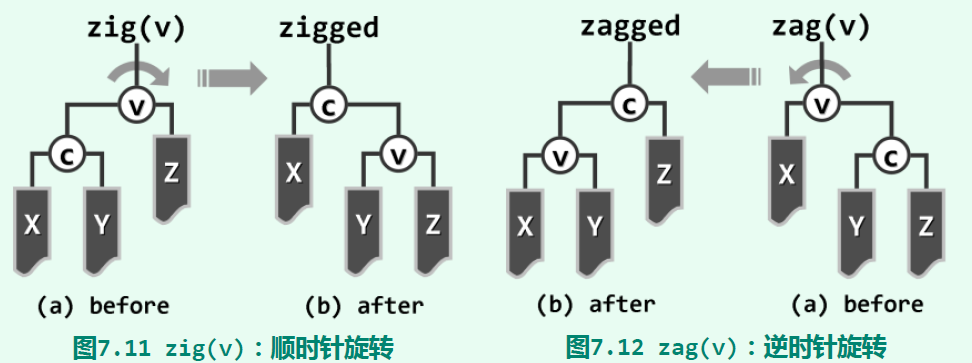 zig(v)
zigged
zagged
zag(v)
v
c
X
Y
Z
c
X
v
Y
Z
c
v
X
Y
Z
v
X
c
Y
Z
(a) before
(b) after
(b) after
(a) before
图7.11 zig(v)：顺时针旋转
图7.12 zag(v)：逆时针旋转